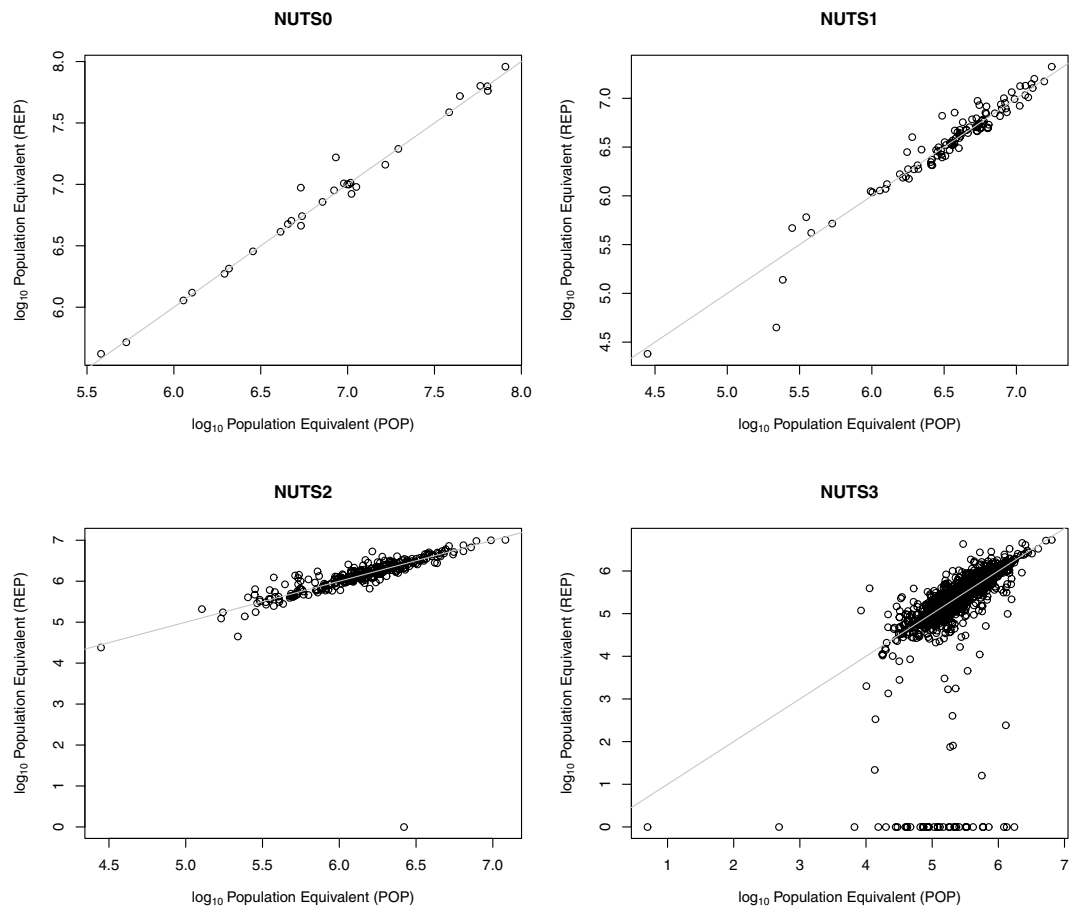 NUTS0
8.0
7.5
7.0
6.5
6.0
log10 Population Equivalent (REP)
5.5 6.0 6.5 7.0 7.5 8.0
log10 Population Equivalent (POP)
NUTS1
7.0
6.5
6.0
5.5
5.0
4.5
log10 Population Equivalent (REP)
4.5 5.0 5.5 6.0 6.5 7.0
log10 Population Equivalent (POP)
NUTS2
7
6
5
4
3
2
1
0
log10 Population Equivalent (REP)
4.5 5.0 5.5 6.0 6.5 7.0
log10 Population Equivalent (POP)
NUTS3
7
6
5
4
3
2
1
0
log10 Population Equivalent (REP)
1 2 3 4 5 6 7
log10 Population Equivalent (POP)